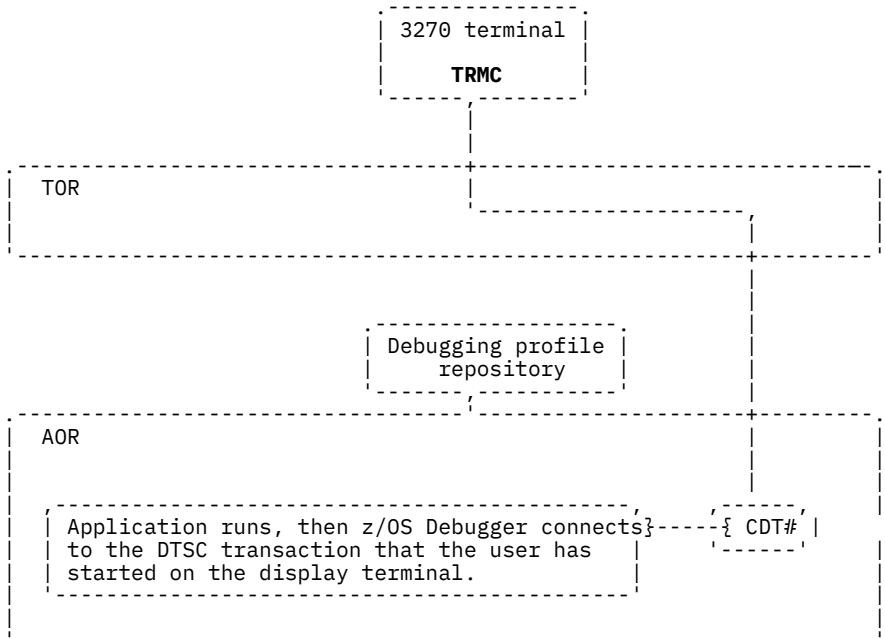 3270 terminal
TRMC
TOR
Debugging profile
repository
AOR
Application runs, then z/OS Debugger connects
to the DTSC transaction that the user has
started on the display terminal.
CDT#